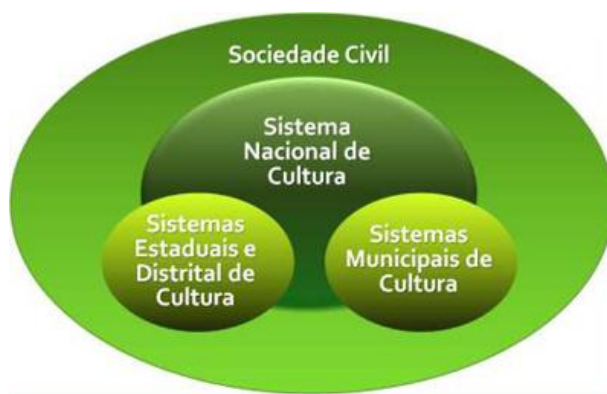 Sociedade Civil
Sistema
Nacional de
Cultura
Sistemas
Estaduais e
Distrital de
Cultura
Sistemas
Municipais de
Cultura